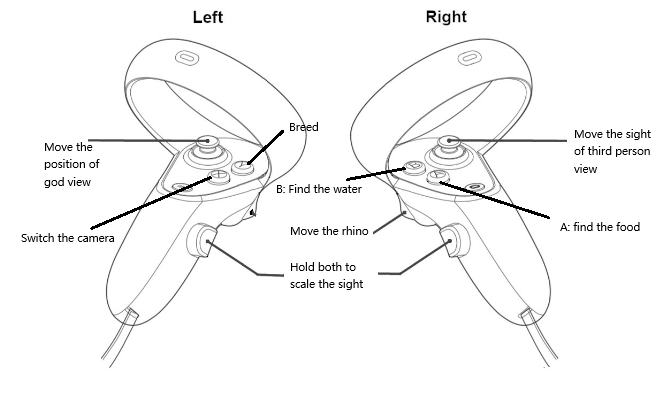 Left
Right
Breed
Move the
position of
god view
Move the sight
of third person
view
B: Find the water
Switch the camera
Move the rhino
A: find the food
Hold both to
scale the sight